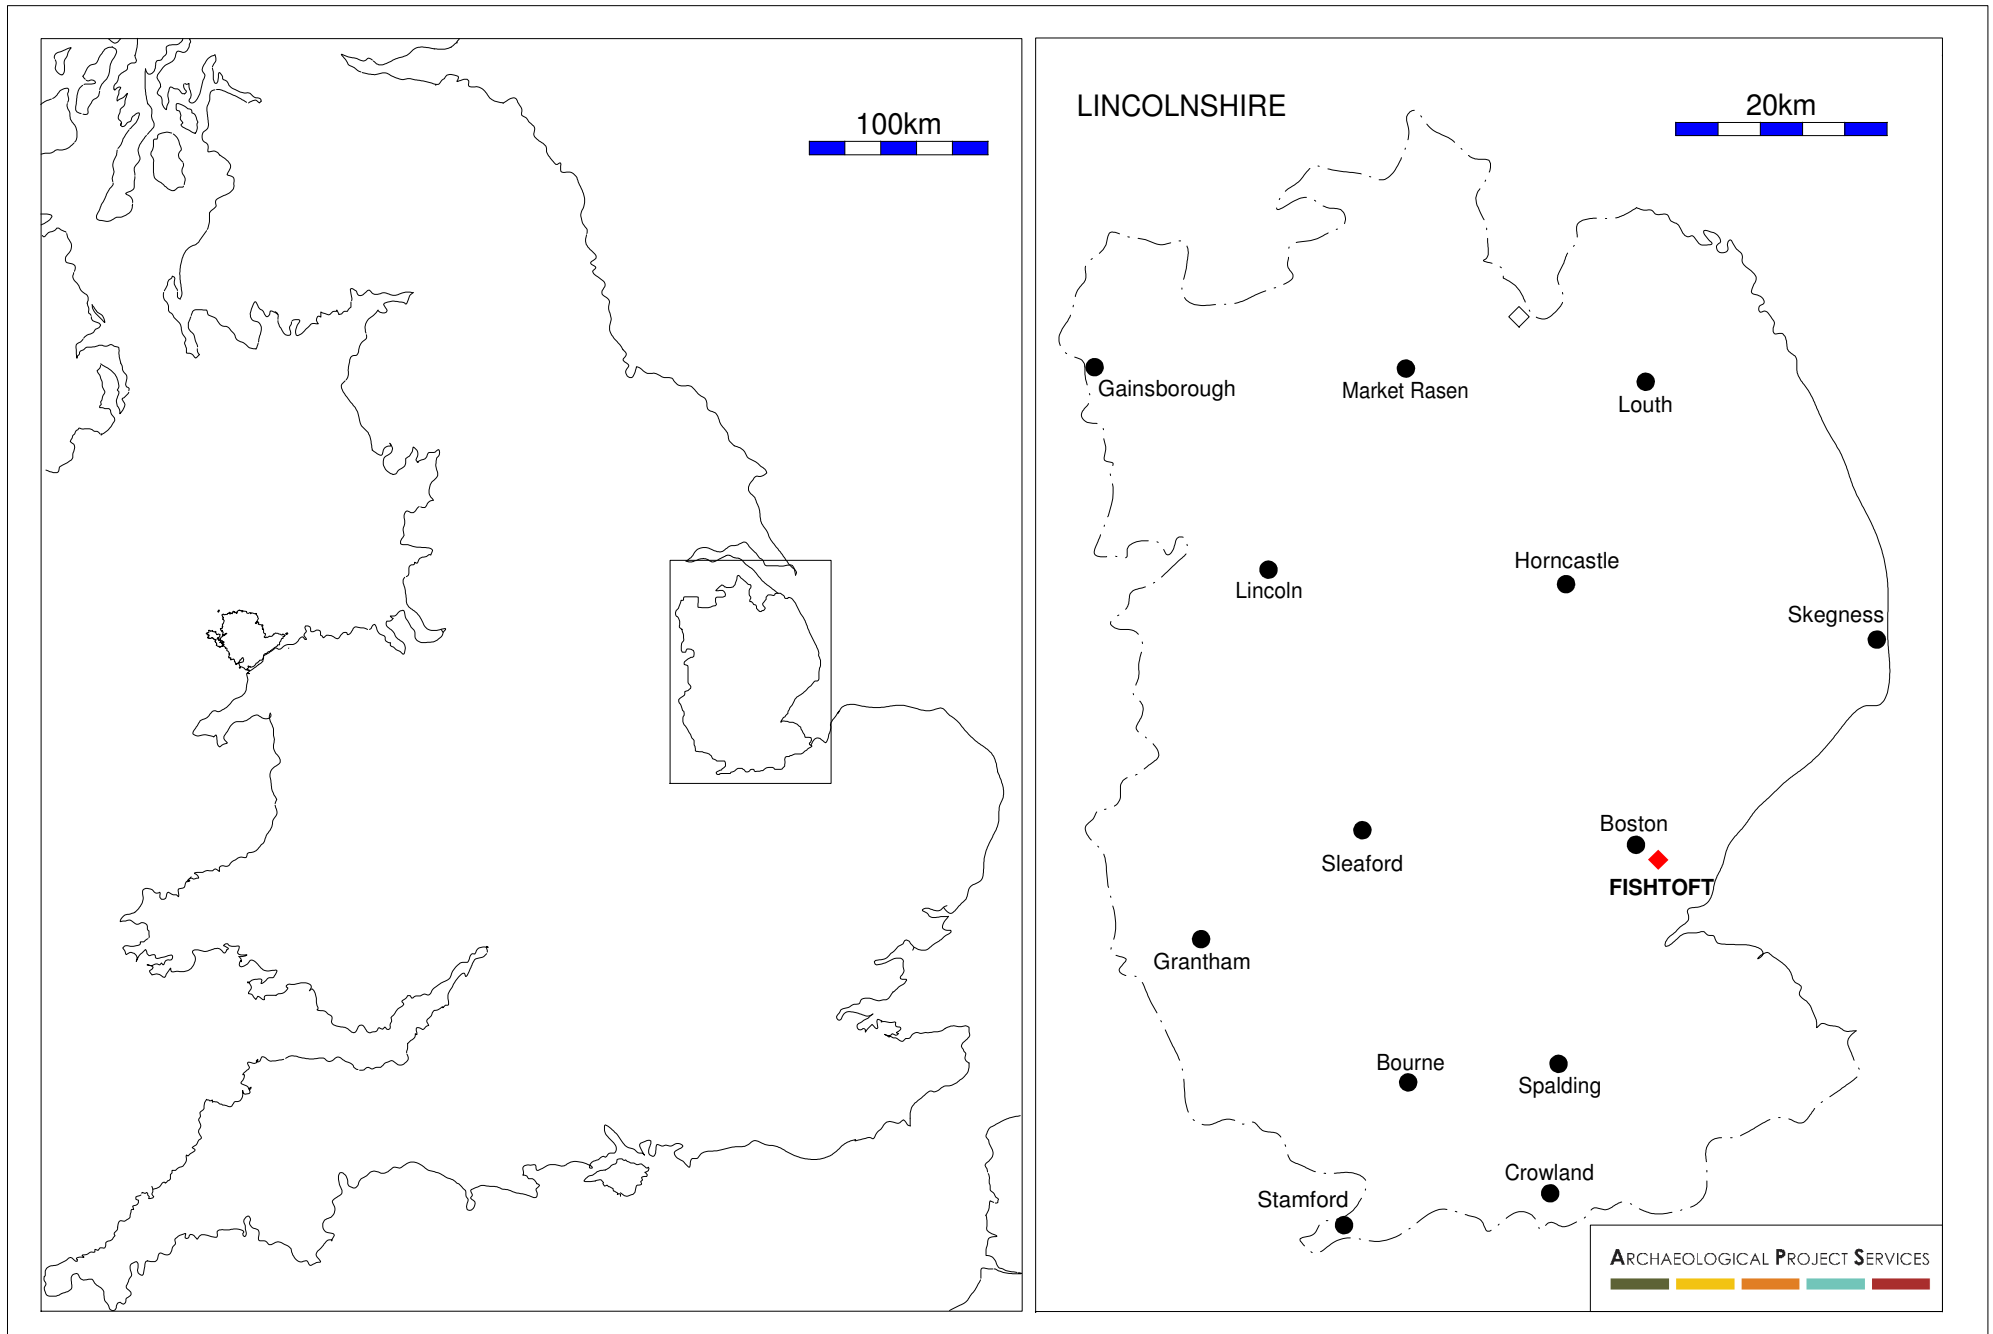 100km
LINCOLNSHIRE
20km
Gainsborough
Market Rasen
Louth
Lincoln
Horncastle
Skegness
Boston
Sleaford
FISHTOFT
Grantham
Bourne
Spalding
Crowland
Stamford
ARCHAEOLOGICAL PROJECT SERVICES